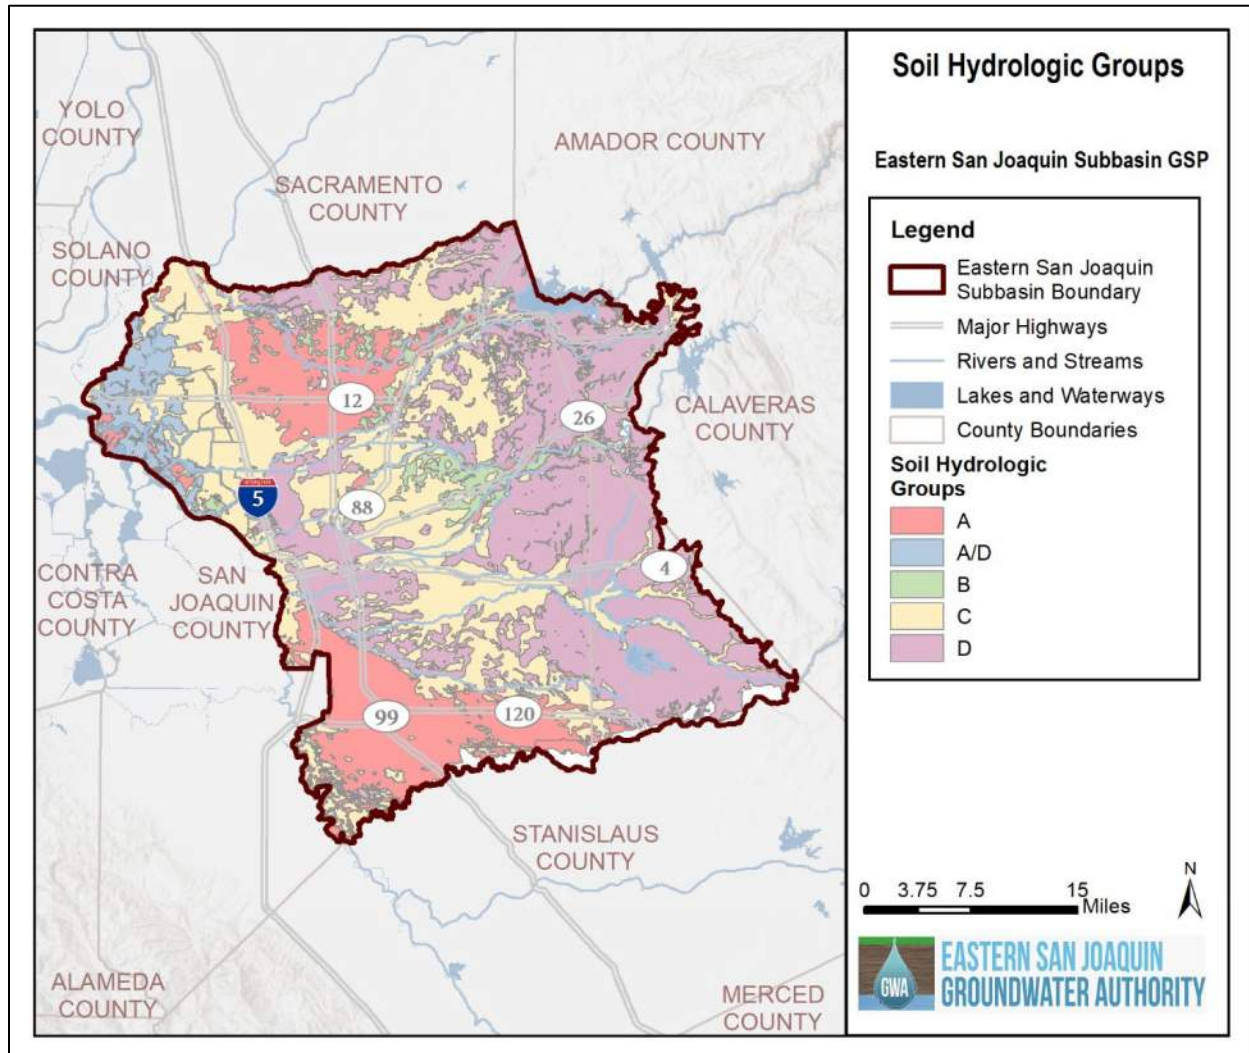 Soil Hydrologic Groups
Eastern San Joaquin Subbasin GSP
Legend
Eastern San Joaquin
Subbasin Boundary
Major Highways
Rivers and Streams
Lakes and Waterways
County Boundaries
Soil Hydrologic
Groups
A
A/D
B
C
D
YOLO
COUNTY
AMADOR COUNTY
SACRAMENTO
COUNTY
SOLANO
COUNTY
12
26
CALAVERAS
COUNTY
5
88
4
CONTRA
COSTA
COUNTY
SAN
JOAQUIN
COUNTY
99
120
STANISLAUS
COUNTY
ALAMEDA
COUNTY
MERCED
COUNTY
N
0 3.75 7.5 15
Miles
GWA
EASTERN SAN JOAQUIN
GROUNDWATER AUTHORITY